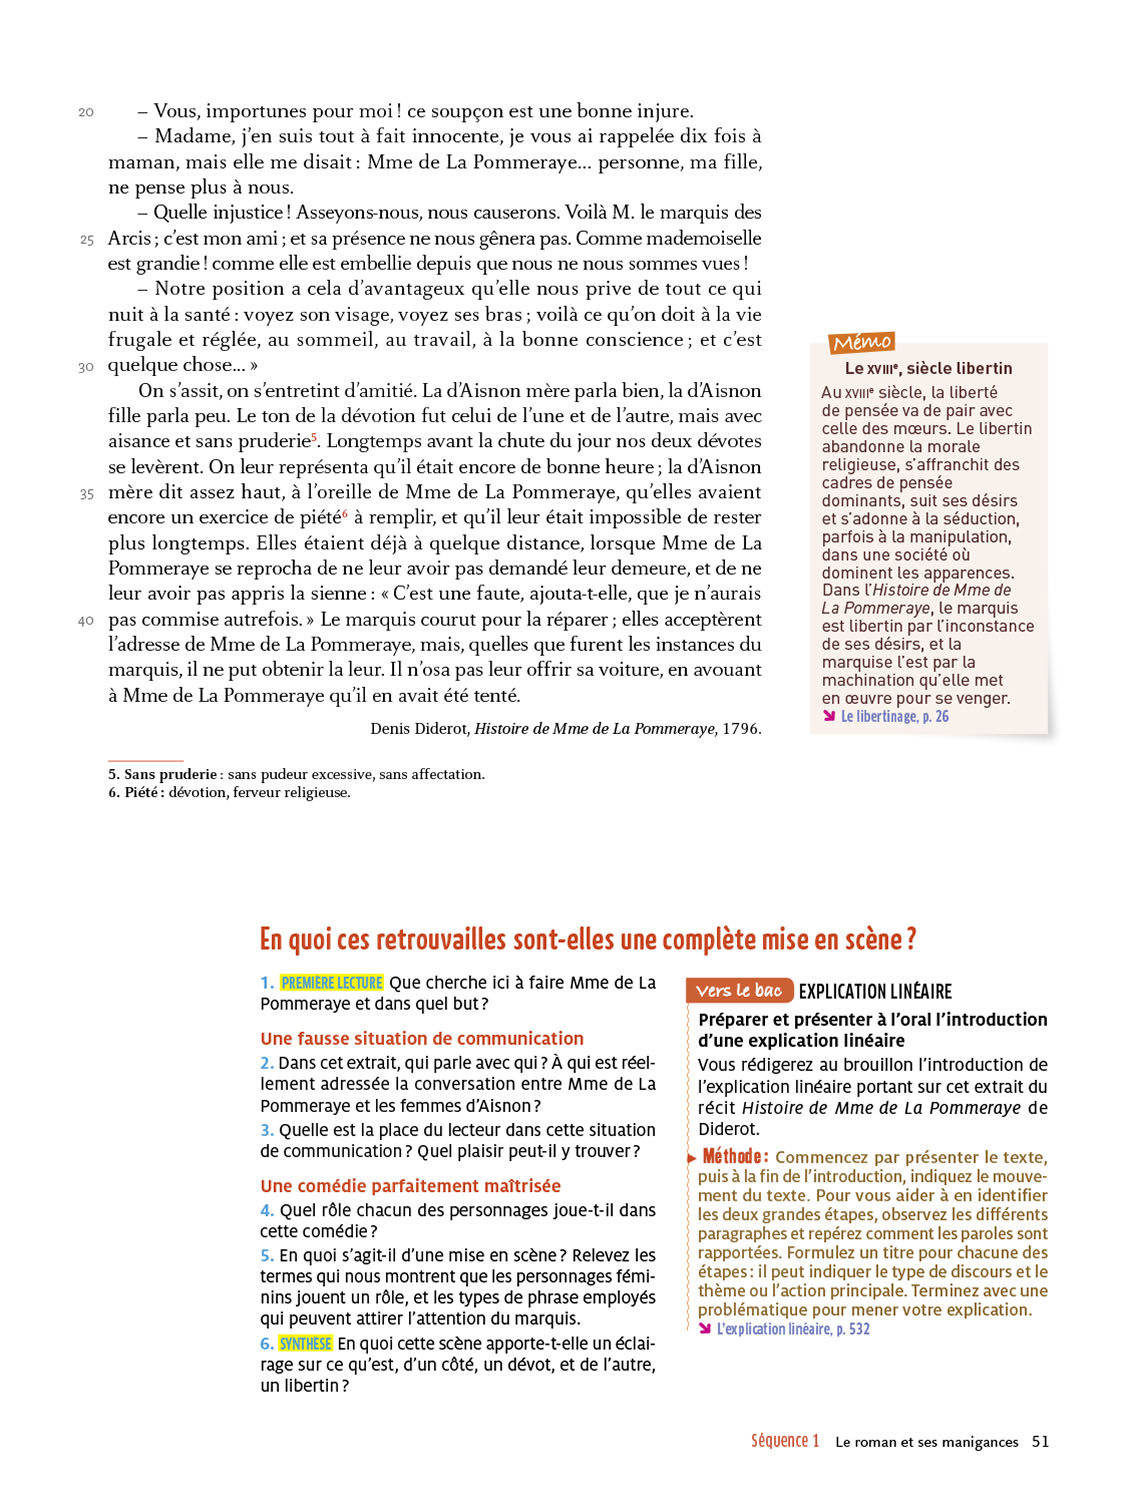 20 – Vous, importunes pour moi ! ce soupçon est une bonne injure.
– Madame, j’en suis tout à fait innocente, je vous ai rappelée dix fois à
maman, mais elle me disait : Mme de La Pommeraye... personne, ma fille,
ne pense plus à nous.
– Quelle injustice ! Asseyons-nous, nous causerons. Voilà M. le marquis des
25 Arcis ; c’est mon ami ; et sa présence ne nous gênera pas. Comme mademoiselle
est grandie ! comme elle est embellie depuis que nous ne nous sommes vues !
– Notre position a cela d’avantageux qu’elle nous prive de tout ce qui
nuit à la santé : voyez son visage, voyez ses bras ; voilà ce qu’on doit à la vie
frugale et réglée, au sommeil, au travail, à la bonne conscience ; et c’est
30 quelque chose... »
On s’assit, on s’entretint d’amitié. La d’Aisnon mère parla bien, la d’Aisnon
fille parla peu. Le ton de la dévotion fut celui de l’une et de l’autre, mais avec
aisance et sans pruderie5. Longtemps avant la chute du jour nos deux dévotes
se levèrent. On leur représenta qu’il était encore de bonne heure ; la d’Aisnon
35 mère dit assez haut, à l’oreille de Mme de La Pommeraye, qu’elles avaient
encore un exercice de piété6 à remplir, et qu’il leur était impossible de rester
plus longtemps. Elles étaient déjà à quelque distance, lorsque Mme de La
Pommeraye se reprocha de ne leur avoir pas demandé leur demeure, et de ne
leur avoir pas appris la sienne : « C’est une faute, ajouta-t-elle, que je n’aurais
40 pas commise autrefois. » Le marquis courut pour la réparer ; elles acceptèrent
l’adresse de Mme de La Pommeraye, mais, quelles que furent les instances du
marquis, il ne put obtenir la leur. Il n’osa pas leur offrir sa voiture, en avouant
à Mme de La Pommeraye qu’il en avait été tenté.
Denis Diderot, Histoire de Mme de La Pommeraye, 1796.
5. Sans pruderie : sans pudeur excessive, sans affectation.
6. Piété : dévotion, ferveur religieuse.
Mémo
Le XVIIIe, siècle libertin
Au XVIIIe siècle, la liberté
de pensée va de pair avec
celle des mœurs. Le libertin
abandonne la morale
religieuse, s’affranchit des
cadres de pensée
dominants, suit ses désirs
et s’adonne à la séduction,
parfois à la manipulation,
dans une société où
dominent les apparences.
Dans l’Histoire de Mme de
La Pommeraye, le marquis
est libertin par l’inconstance
de ses désirs, et la
marquise l’est par la
machination qu’elle met
en œuvre pour se venger.
Le libertinage, p. 26
En quoi ces retrouvailles sont-elles une complète mise en scène ?
1. PREMIÈRE LECTURE Que cherche ici à faire Mme de La
Pommeraye et dans quel but ?
Une fausse situation de communication
2. Dans cet extrait, qui parle avec qui ? À qui est réel-
lement adressée la conversation entre Mme de La
Pommeraye et les femmes d’Aisnon ?
3. Quelle est la place du lecteur dans cette situation
de communication ? Quel plaisir peut-il y trouver ?
Une comédie parfaitement maîtrisée
4. Quel rôle chacun des personnages joue-t-il dans
cette comédie ?
5. En quoi s’agit-il d’une mise en scène ? Relevez les
termes qui nous montrent que les personnages fémi-
nins jouent un rôle, et les types de phrase employés
qui peuvent attirer l’attention du marquis.
6. SYNTHÈSE En quoi cette scène apporte-t-elle un éclai-
rage sur ce qu’est, d’un côté, un dévot, et de l’autre,
un libertin ?
Vers le bac EXPLICATION LINÉAIRE
Préparer et présenter à l’oral l’introduction
d’une explication linéaire
Vous rédigerez au brouillon l’introduction de
l’explication linéaire portant sur cet extrait du
récit Histoire de Mme de La Pommeraye de
Diderot.
Méthode : Commencez par présenter le texte,
puis à la fin de l’introduction, indiquez le mouve-
ment du texte. Pour vous aider à en identifier
les deux grandes étapes, observez les différents
paragraphes et repérez comment les paroles sont
rapportées. Formulez un titre pour chacune des
étapes : il peut indiquer le type de discours et le
thème ou l’action principale. Terminez avec une
problématique pour mener votre explication.
L’explication linéaire, p. 532
Séquence 1 Le roman et ses manigances 51